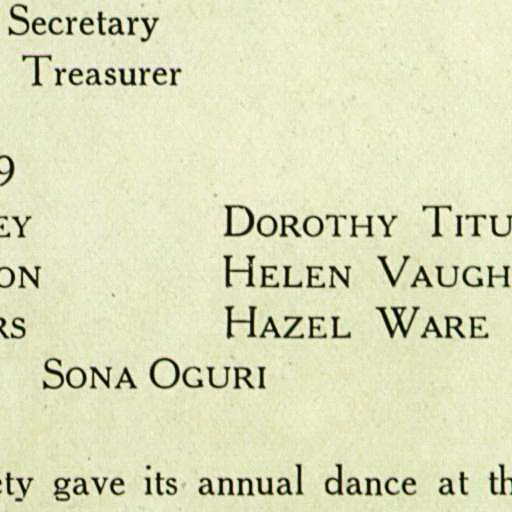 Secretary
Treasurer
9
EY DOROTHY TITU
ON HELEN VAUGH
RS HAZEL WARE
SONA OGURI
ety gave its annual dance at th